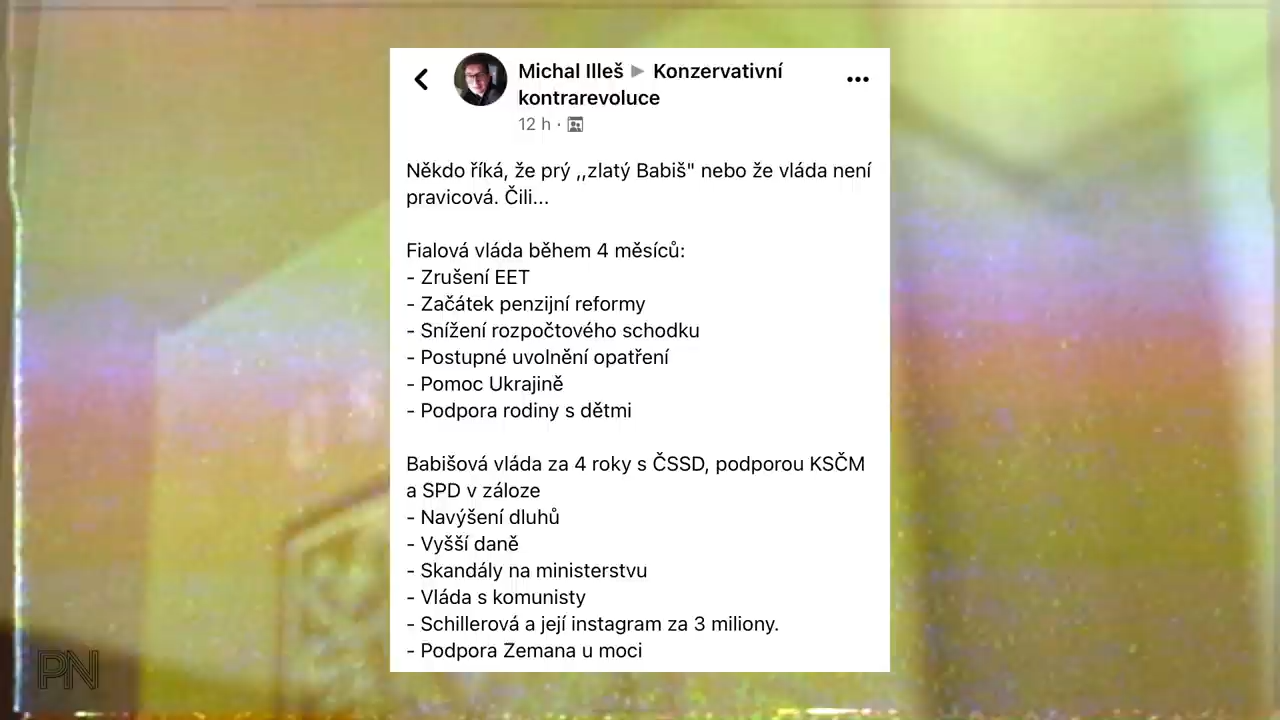 Michal Illeš ▶ Konzervativní
kontrarevoluce
12 h ·
Někdo říká, že prý ,,zlatý Babiš" nebo že vláda není
pravicová. Čili...
Fialová vláda během 4 měsíců:
- Zrušení EET
- Začátek penzijní reformy
- Snížení rozpočtového schodku
- Postupné uvolnění opatření
- Pomoc Ukrajině
- Podpora rodiny s dětmi
Babišová vláda za 4 roky s ČSSD, podporou KSČM
a SPD v záloze
- Navýšení dluhů
- Vyšší daně
- Skandály na ministerstvu
- Vláda s komunisty
- Schillerová a její instagram za 3 miliony.
- Podpora Zemana u moci
PN